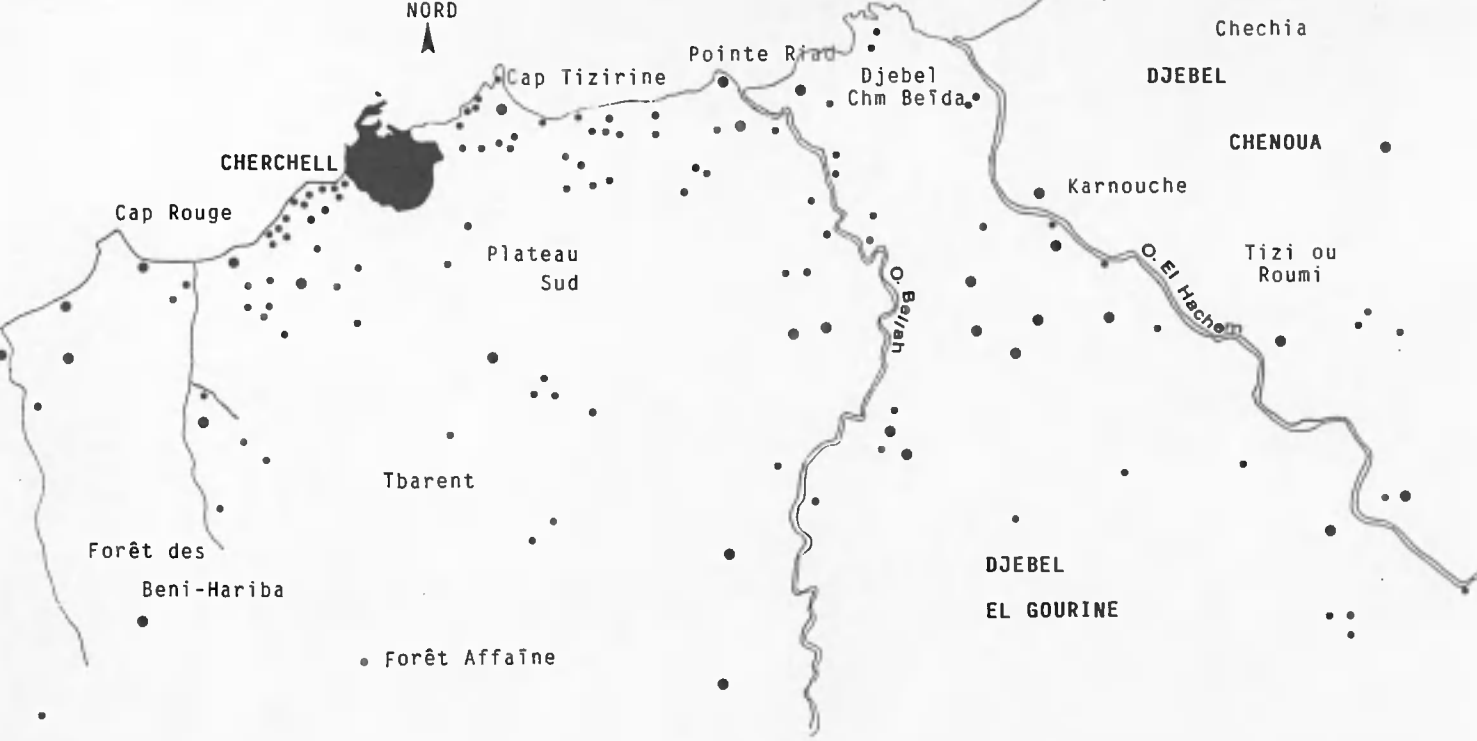 NORD
Chechia
Pointe Riad
Cap Tizirine
Djebel
Chm Beïda
DJEBEL
CHENOUA
CHERCHELL
Karnouche
Cap Rouge
Plateau
Sud
Tizi ou
Roumi
O. El Hachem
O. Bellah
Tbarent
Forêt des
Beni-Hariba
DJEBEL
EL GOURINE
Forêt Affaîne